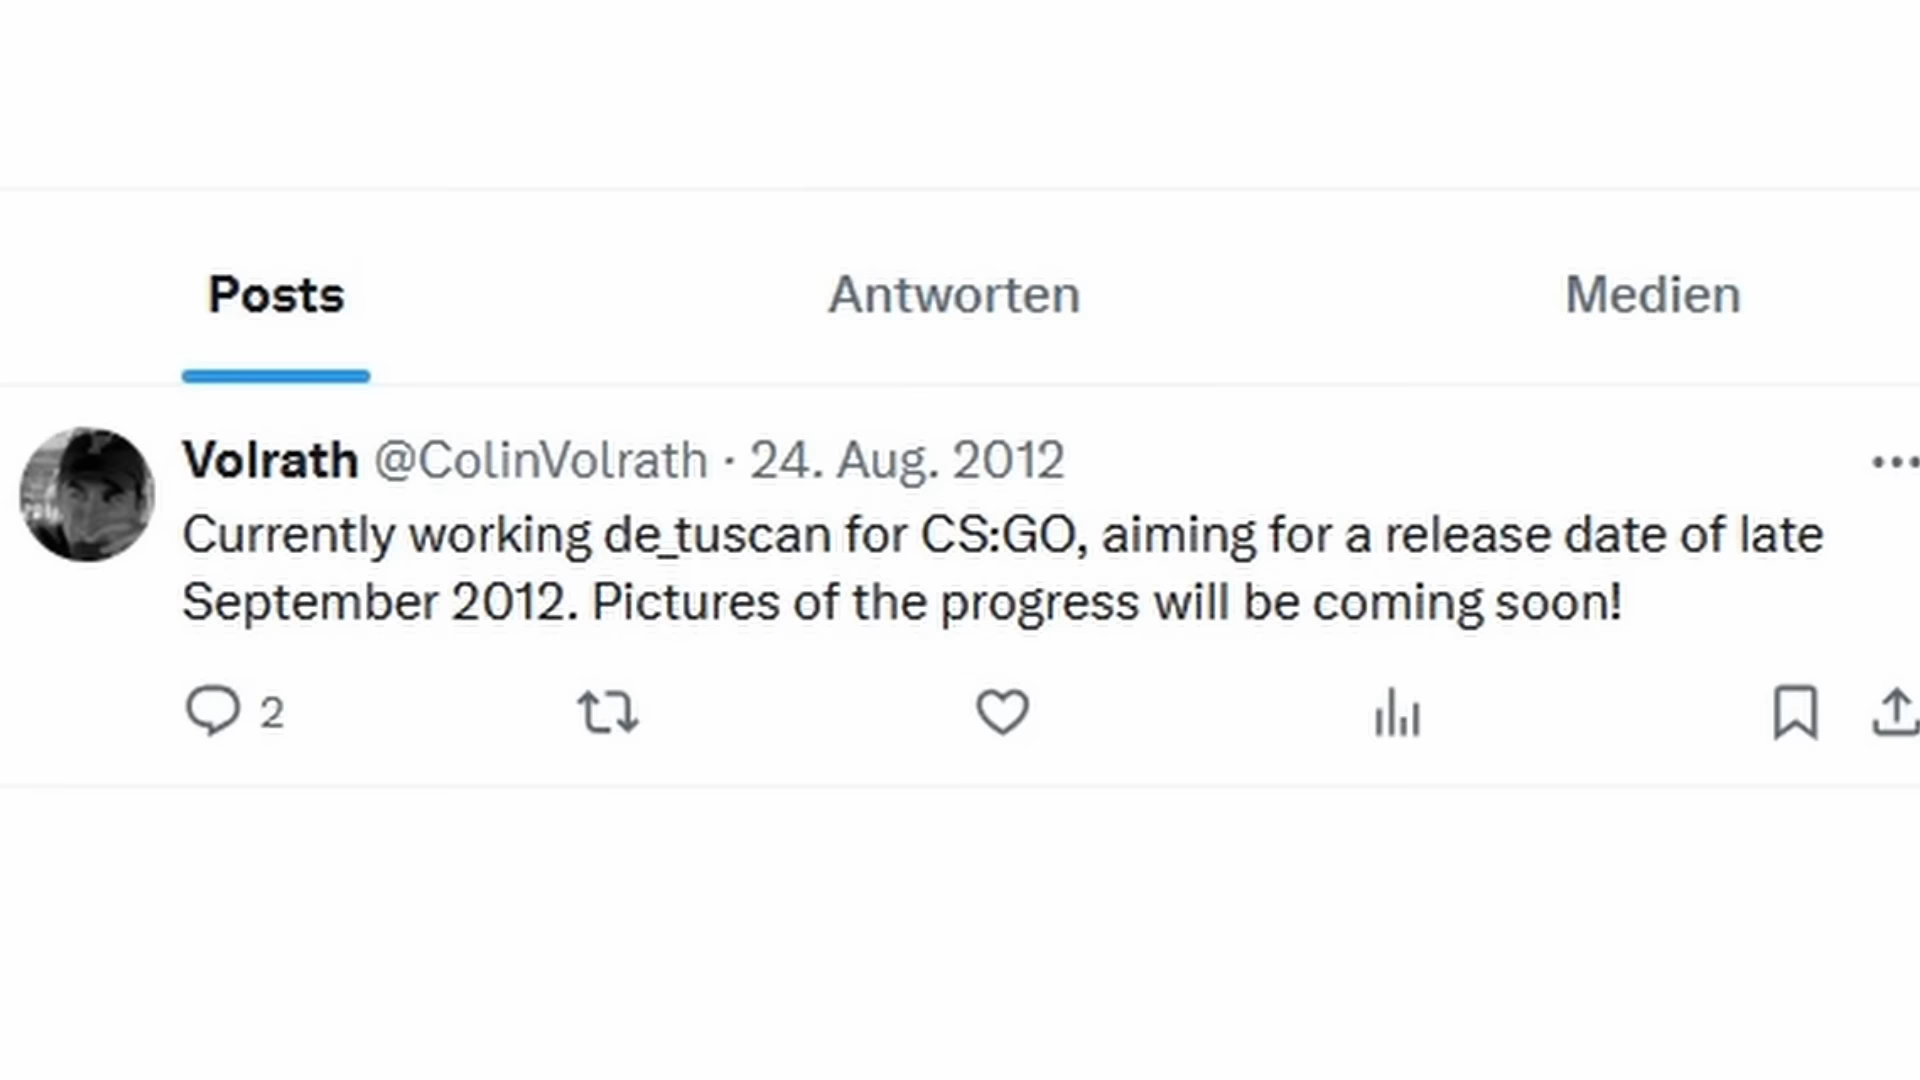 Posts Antworten Medien
Volrath @ColinVolrath · 24. Aug. 2012
Currently working de_tuscan for CS:GO, aiming for a release date of late
September 2012. Pictures of the progress will be coming soon!
2